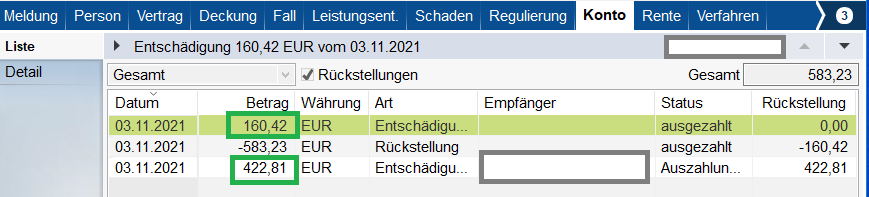 Meldung Person Vertrag Deckung Fall Leistungsent. Schaden Regulierung Konto Rente Verfahren 3
Liste
Entschädigung 160,42 EUR vom 03.11.2021
Detail
Gesamt Rückstellungen Gesamt 583,23
Datum Betrag Währung Art Empfänger Status Rückstellung
03.11.2021 160,42 EUR Entschädigu... ausgezahlt 0,00
03.11.2021 -583,23 EUR Rückstellung ausgezahlt -160,42
03.11.2021 422,81 EUR Entschädigu... Auszahlun... 422,81